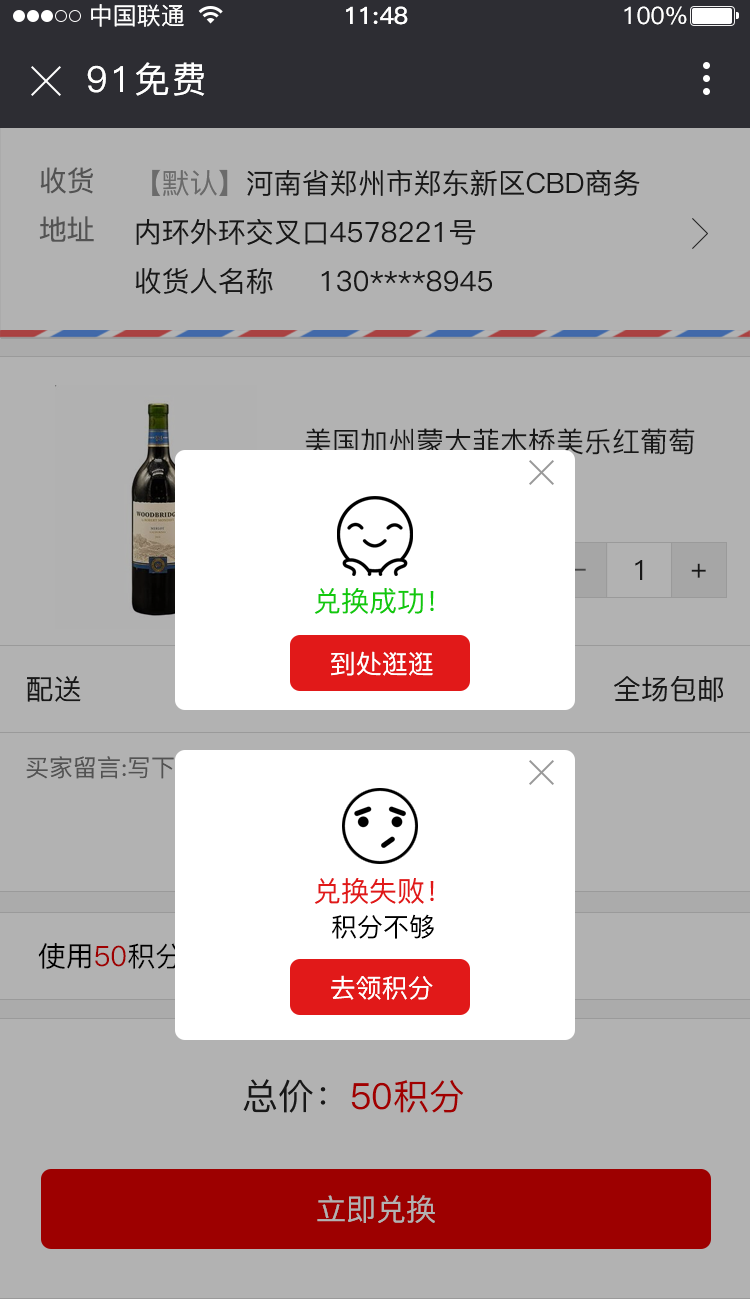 中国联通
11:48
100%
91免费
收货地址
【默认】河南省郑州市郑东新区CBD商务
内环外环交叉口4578221号
收货人名称 130****8945
美国加州蒙大菲木桥美乐红葡萄
WOODBRIDG
兑换成功!
到处逛逛
− 1 +
配送
全场包邮
买家留言:写下
兑换失败!
积分不够
去领积分
使用50积分
总价：50积分
立即兑换